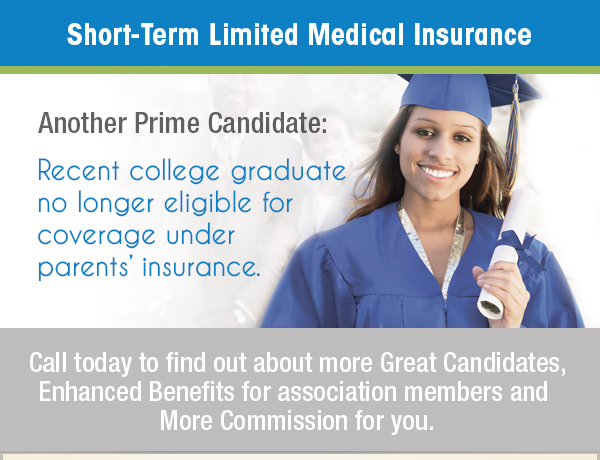 Short-Term Limited Medical Insurance
Another Prime Candidate:
Recent college graduate
no longer eligible for
coverage under
parents' insurance.
Call today to find out about more Great Candidates,
Enhanced Benefits for association members and
More Commission for you.